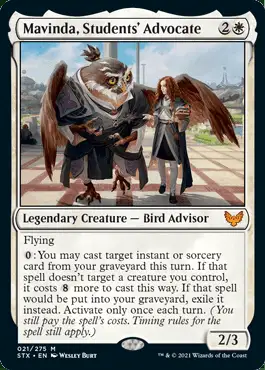 Mavinda, Students' Advocate 2
Legendary Creature — Bird Advisor
Flying
0: You may cast target instant or sorcery
card from your graveyard this turn. If that
spell doesn't target a creature you control,
it costs 8 more to cast this way. If that spell
would be put into your graveyard, exile it
instead. Activate only once each turn. (You
still pay the spell's costs. Timing rules for
the spell still apply.)
2/3
021/275 M
STX • EN Wesley Burt
™ & © 2021 Wizards of the Coast